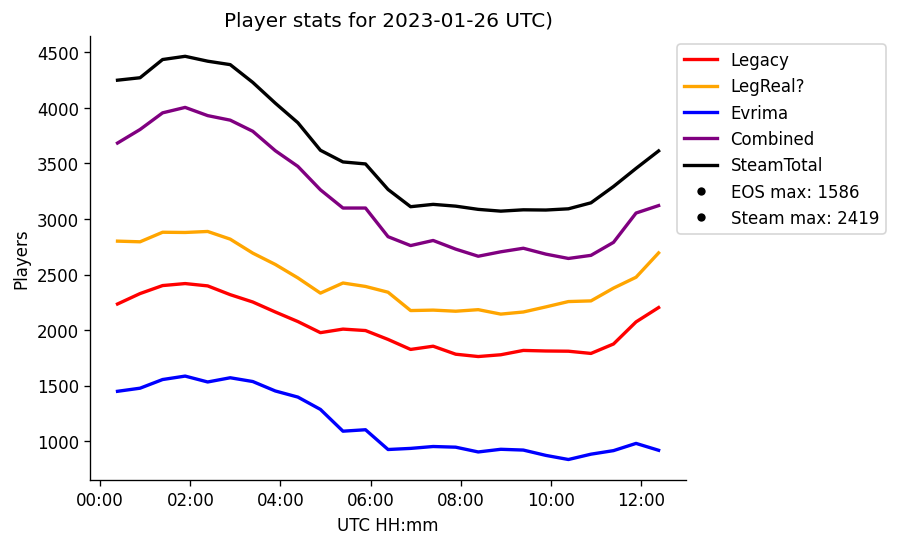 Player stats for 2023-01-26 UTC)
4500
4000
3500
3000
2500
2000
1500
1000
Players
00:00 02:00 04:00 06:00 08:00 10:00 12:00
UTC HH:mm
Legacy
LegReal?
Evrima
Combined
SteamTotal
EOS max: 1586
Steam max: 2419